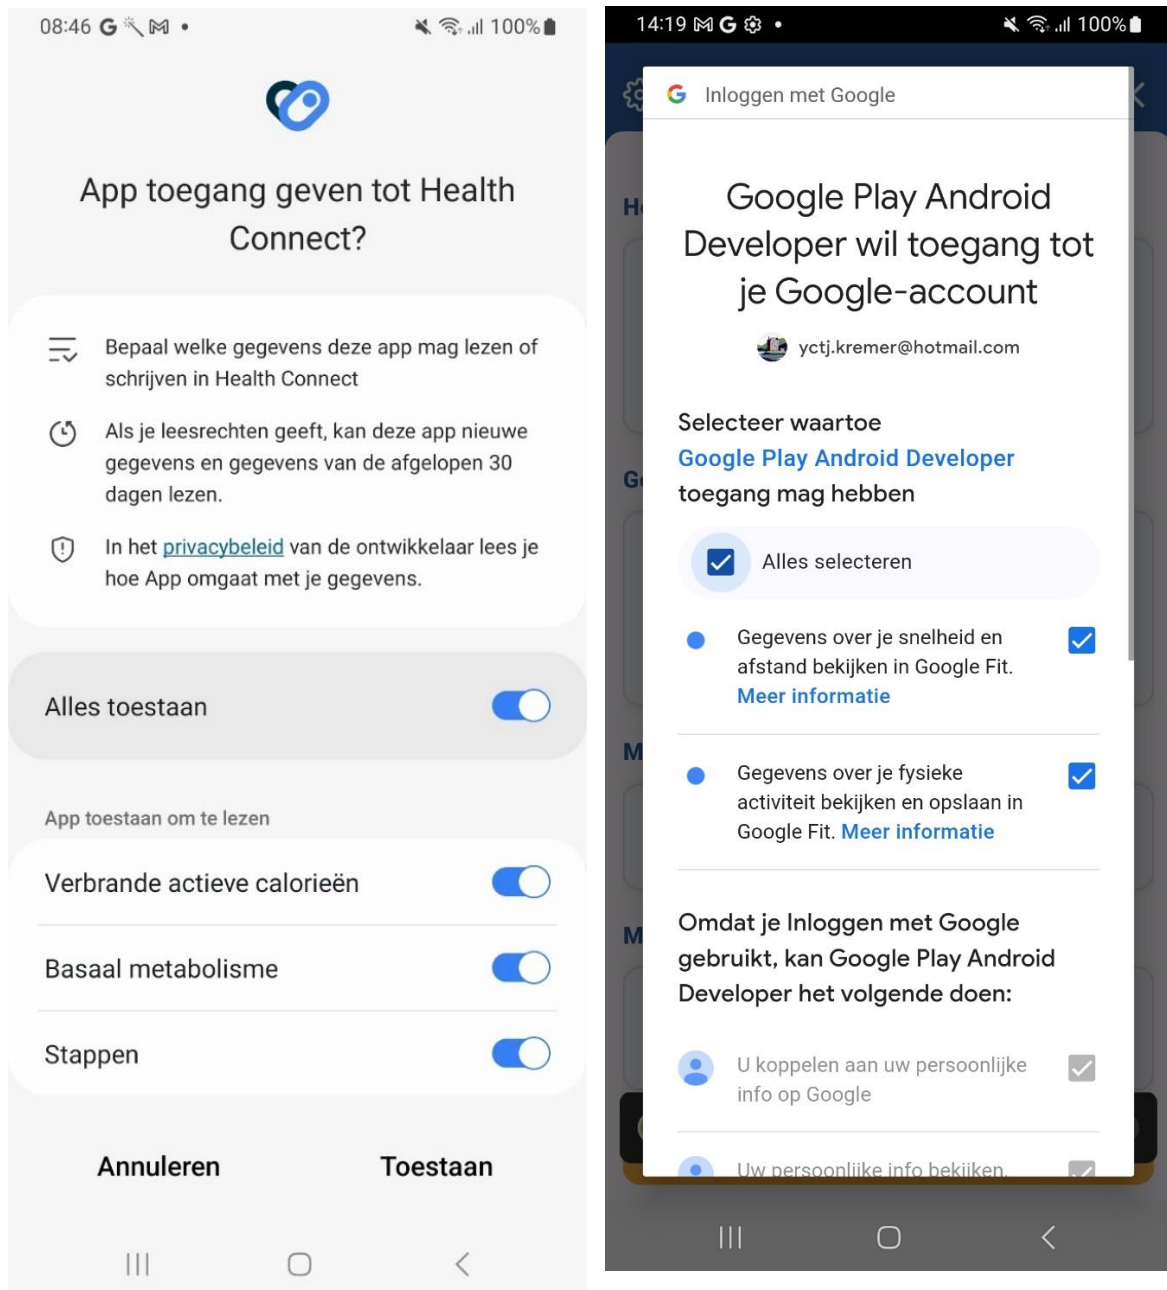 08:46
100%
App toegang geven tot Health
Connect?
Bepaal welke gegevens deze app mag lezen of
schrijven in Health Connect
Als je leesrechten geeft, kan deze app nieuwe
gegevens en gegevens van de afgelopen 30
dagen lezen.
In het privacybeleid van de ontwikkelaar lees je
hoe App omgaat met je gegevens.
Alles toestaan
App toestaan om te lezen
Verbrande actieve calorieën
Basaal metabolisme
Stappen
Annuleren
Toestaan
14:19
100%
Inloggen met Google
Google Play Android
Developer wil toegang tot
je Google-account
yctj.kremer@hotmail.com
Selecteer waartoe
Google Play Android Developer
toegang mag hebben
Alles selecteren
Gegevens over je snelheid en
afstand bekijken in Google Fit.
Meer informatie
Gegevens over je fysieke
activiteit bekijken en opslaan in
Google Fit. Meer informatie
Omdat je Inloggen met Google
gebruikt, kan Google Play Android
Developer het volgende doen:
U koppelen aan uw persoonlijke
info op Google
Uw persoonlijke info bekijken,